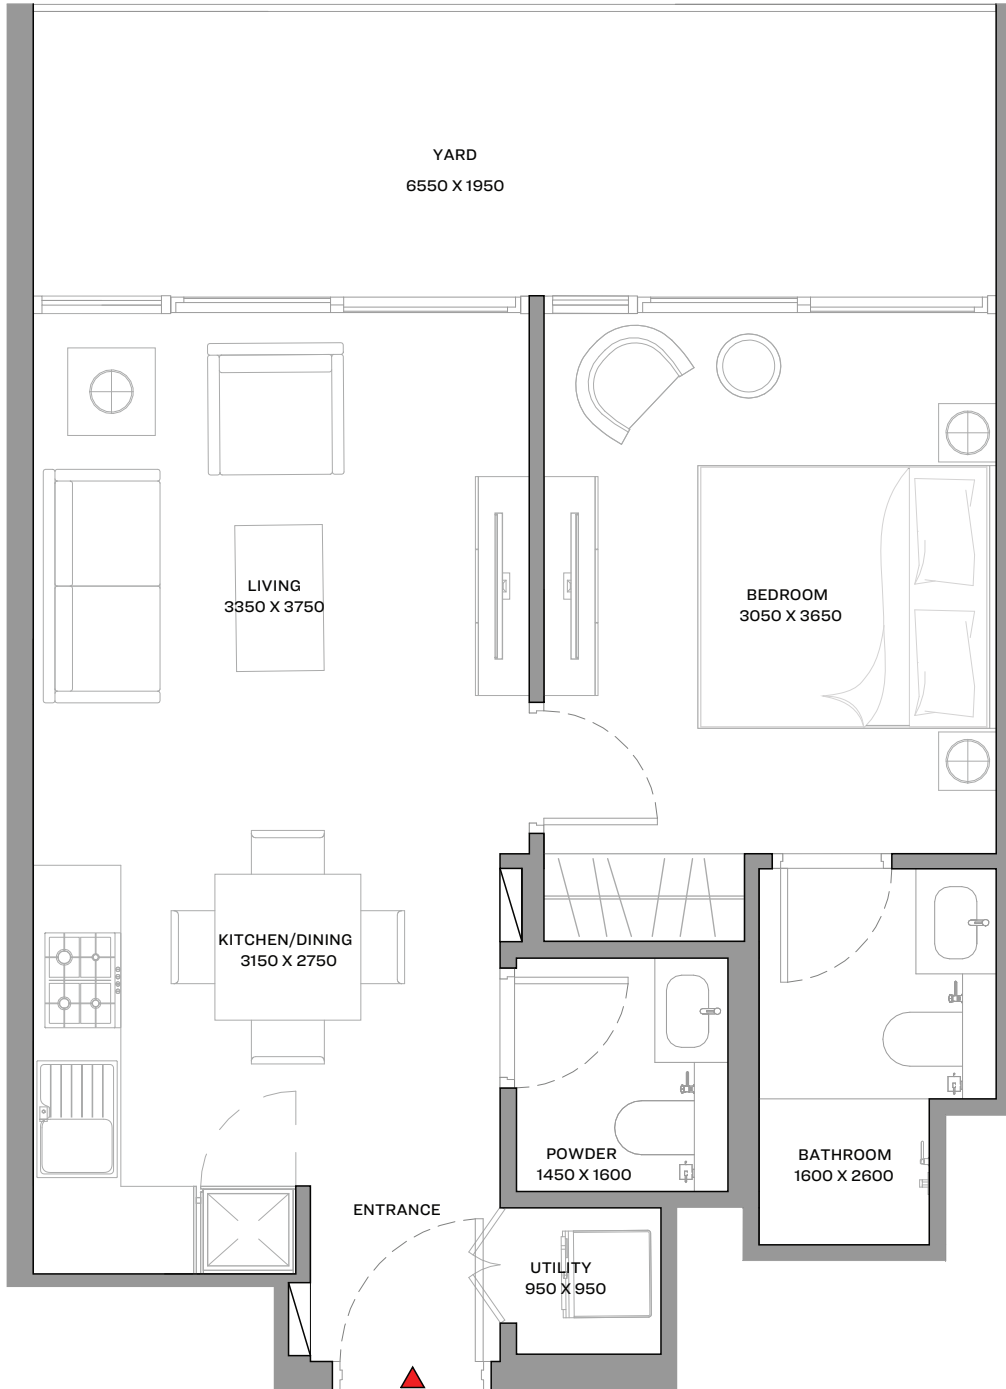 YARD
6550 X 1950
LIVING
3350 X 3750
BEDROOM
3050 X 3650
KITCHEN/DINING
3150 X 2750
POWDER
1450 X 1600
BATHROOM
1600 X 2600
ENTRANCE
UTILITY
950 X 950